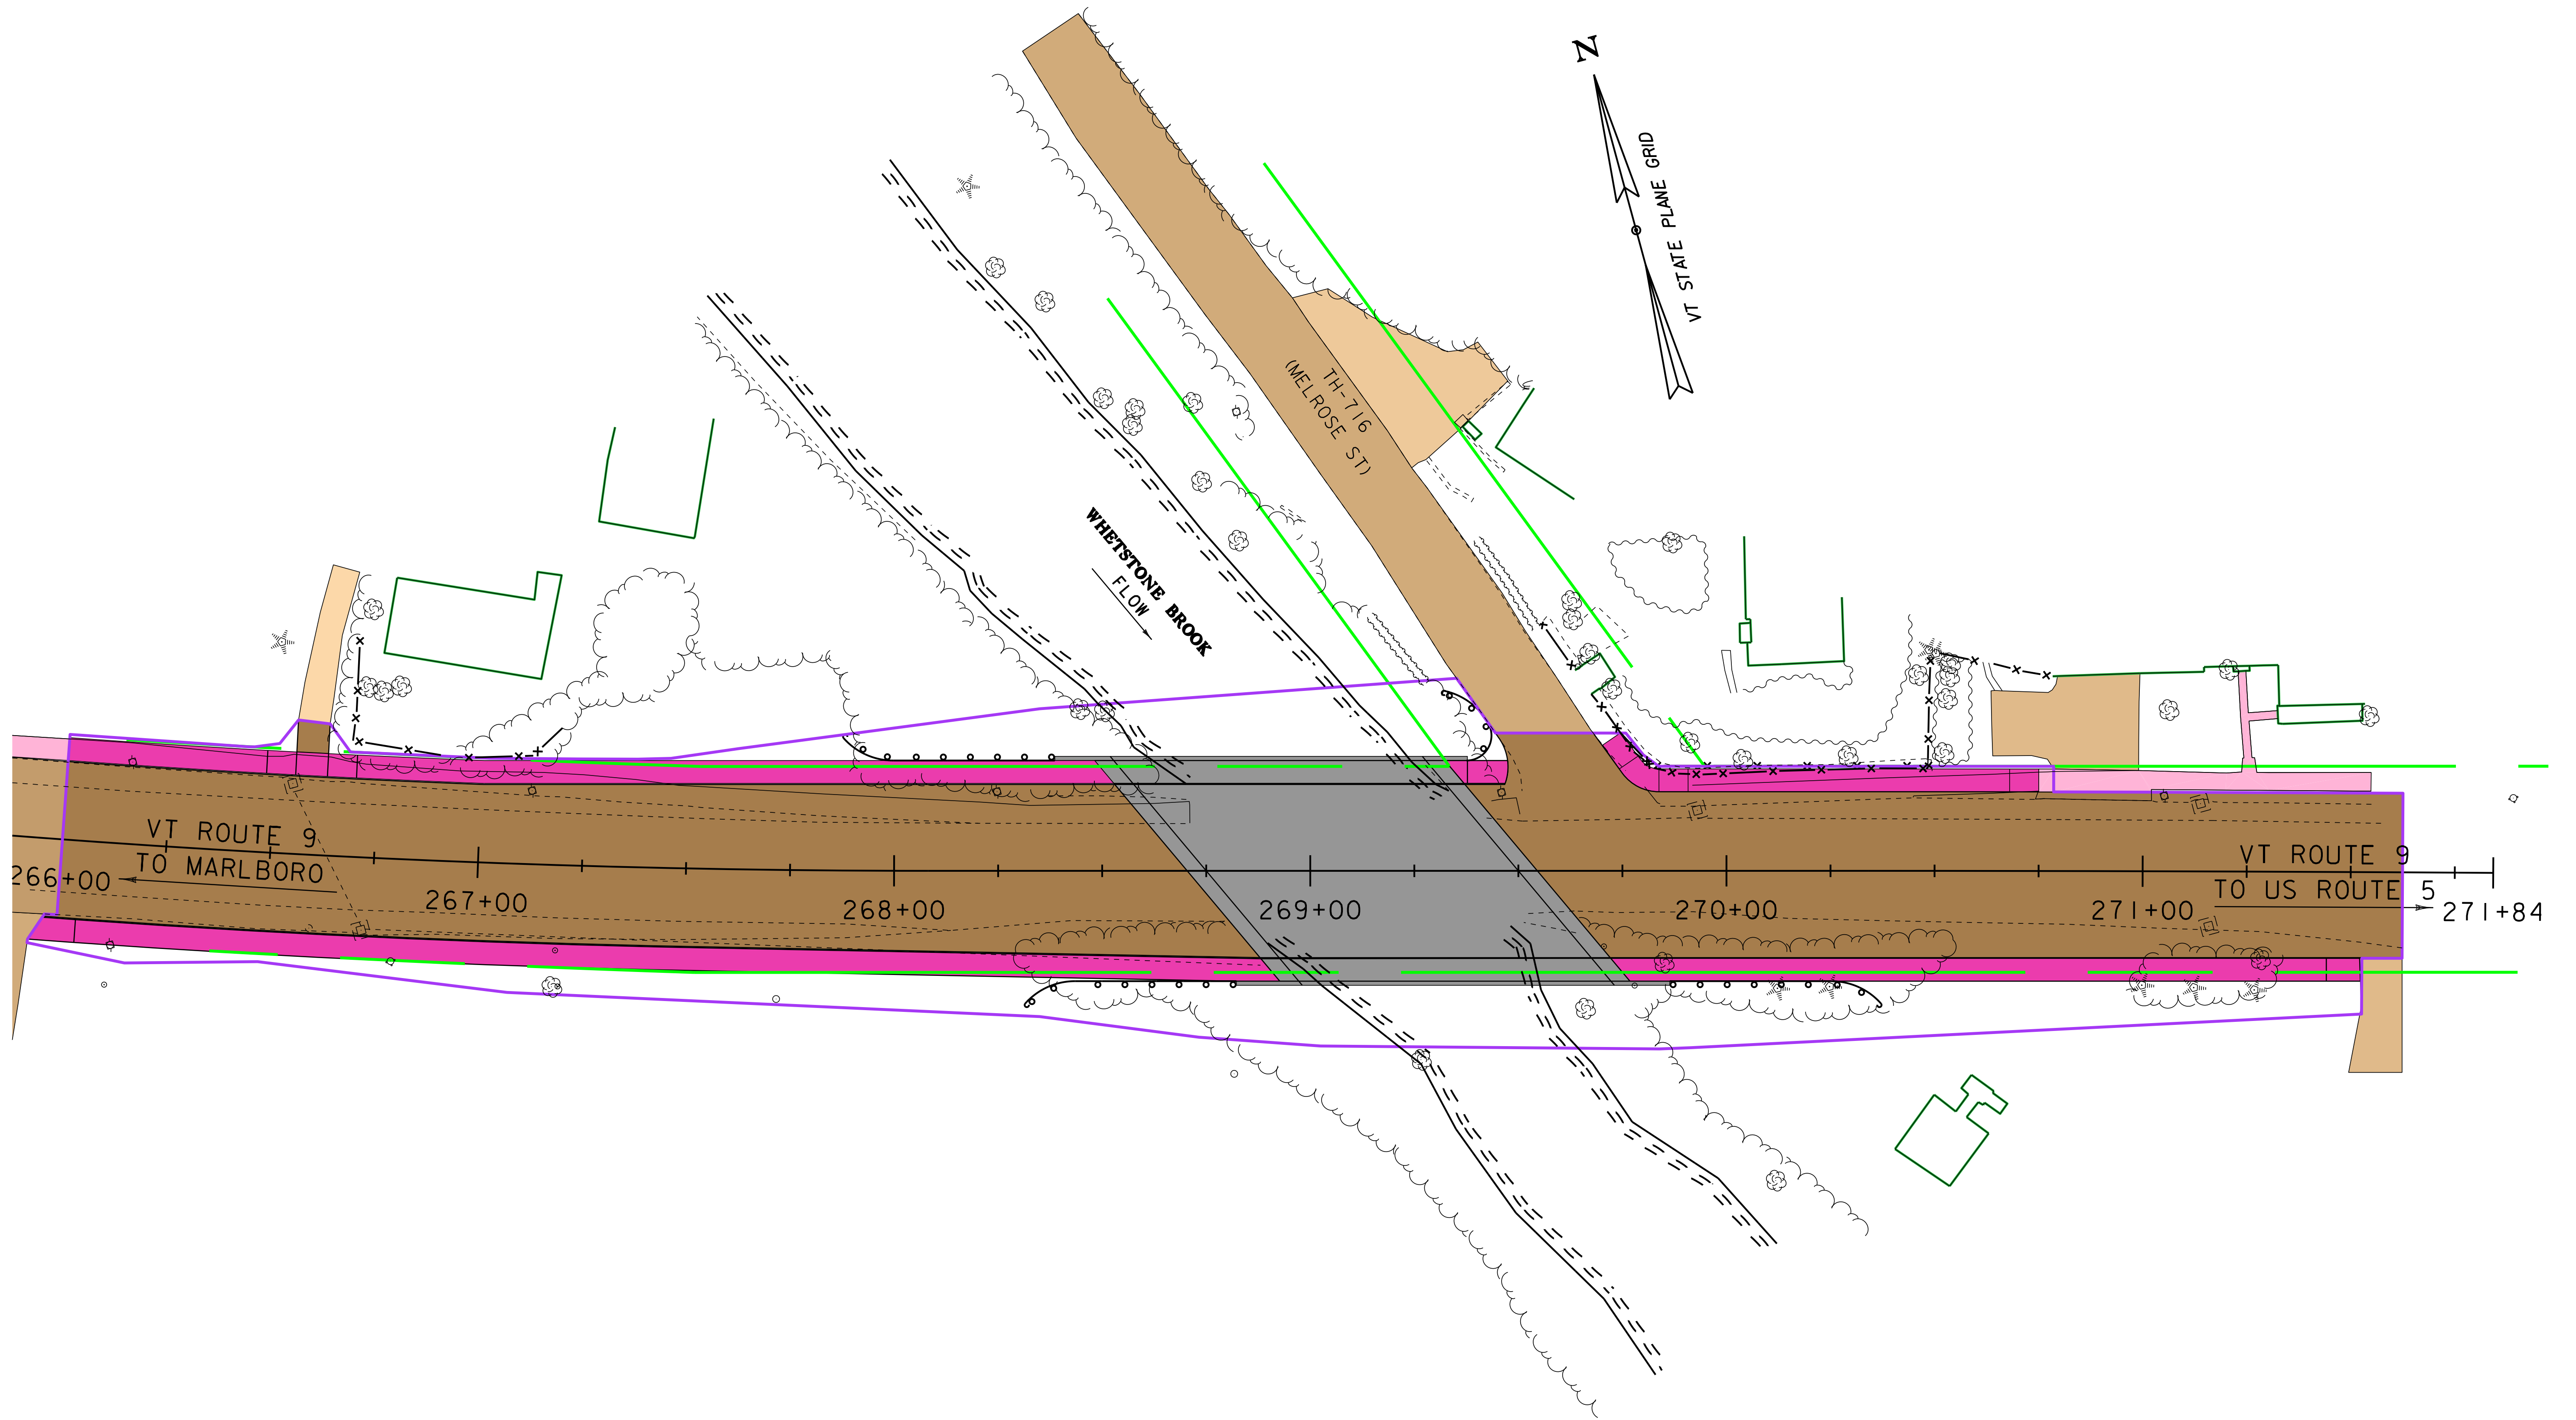 N
VT STATE PLANE GRID
TH-716
(MELROSE ST)
WHETSTONE BROOK
FLOW
VT ROUTE 9
TO MARLBORO
266+00
267+00
268+00
269+00
270+00
271+00
VT ROUTE 9
TO US ROUTE 5
271+84